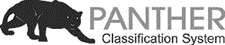 PANTHER
Classification System